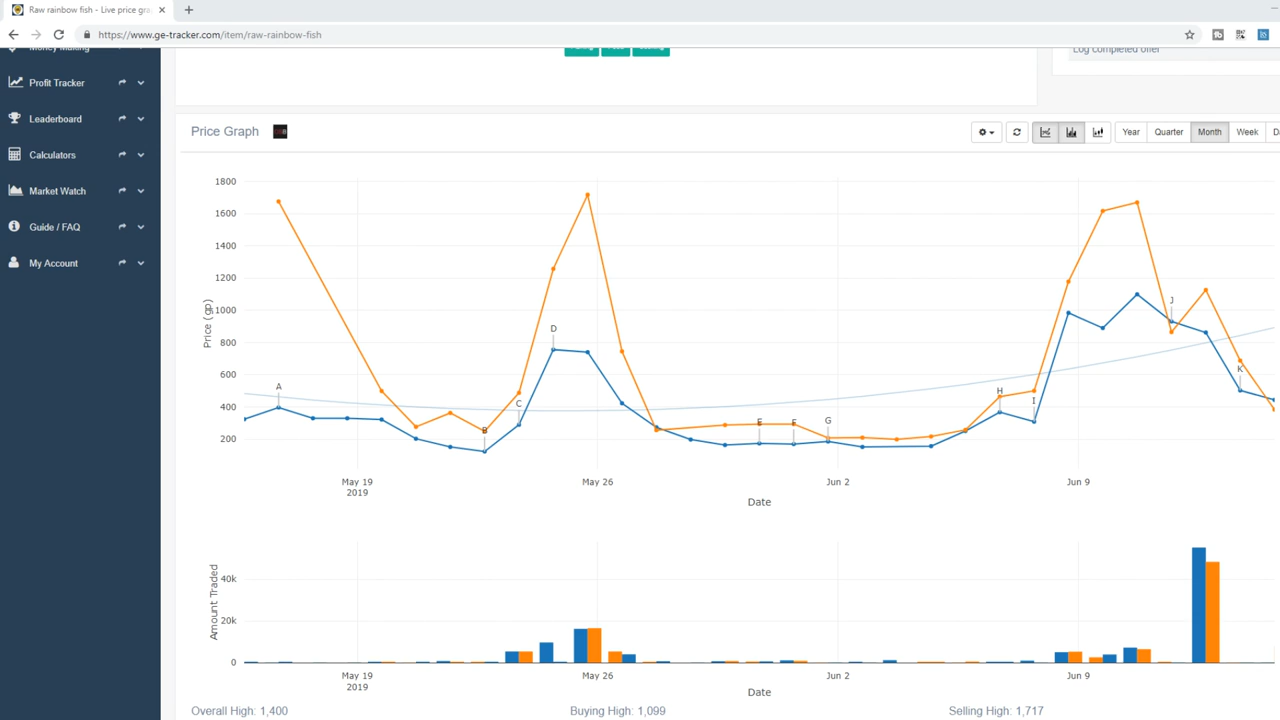 Raw rainbow fish - Live price gra
https://www.ge-tracker.com/item/raw-rainbow-fish
Money Making
Log completed offer
Profit Tracker
Leaderboard
Calculators
Market Watch
Guide / FAQ
My Account
Price Graph
Year Quarter Month Week
1800
1600
1400
1200
1000
800
600
400
200
Price (gp)
A B C D E F G H I J K
May 19 May 26 Jun 2 Jun 9
2019
Date
40k
20k
0
Amount Traded
May 19 May 26 Jun 2 Jun 9
2019
Date
Overall High: 1,400 Buying High: 1,099 Selling High: 1,717